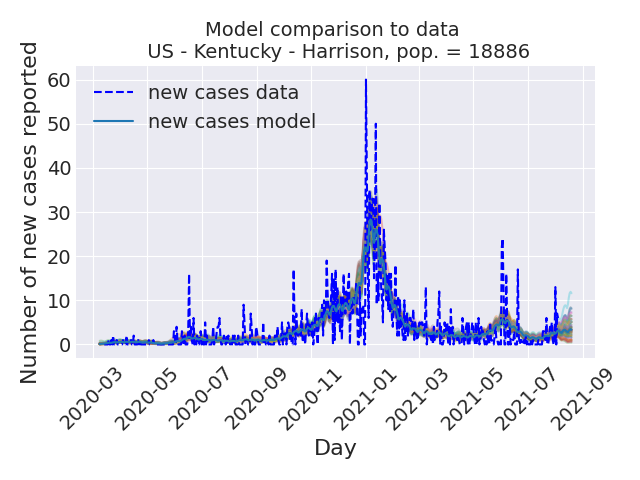 Model comparison to data
US - Kentucky - Harrison, pop. = 18886
Number of new cases reported
60
50
40
30
20
10
0
new cases data
new cases model
2020-03
2020-05
2020-07
2020-09
2020-11
2021-01
2021-03
2021-05
2021-07
2021-09
Day